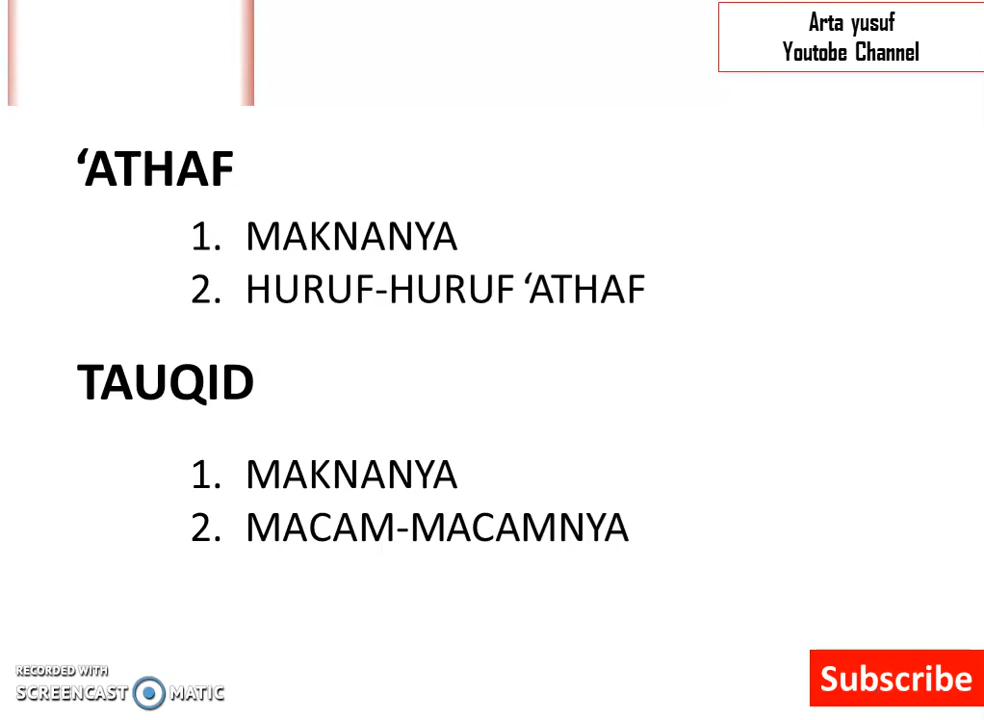 Arta yusuf
Youtobe Channel
‘ATHAF
1. MAKNANYA
2. HURUF-HURUF ‘ATHAF
TAUQID
1. MAKNANYA
2. MACAM-MACAMNYA
RECORDED WITH
SCREENCAST MATIC
Subscribe